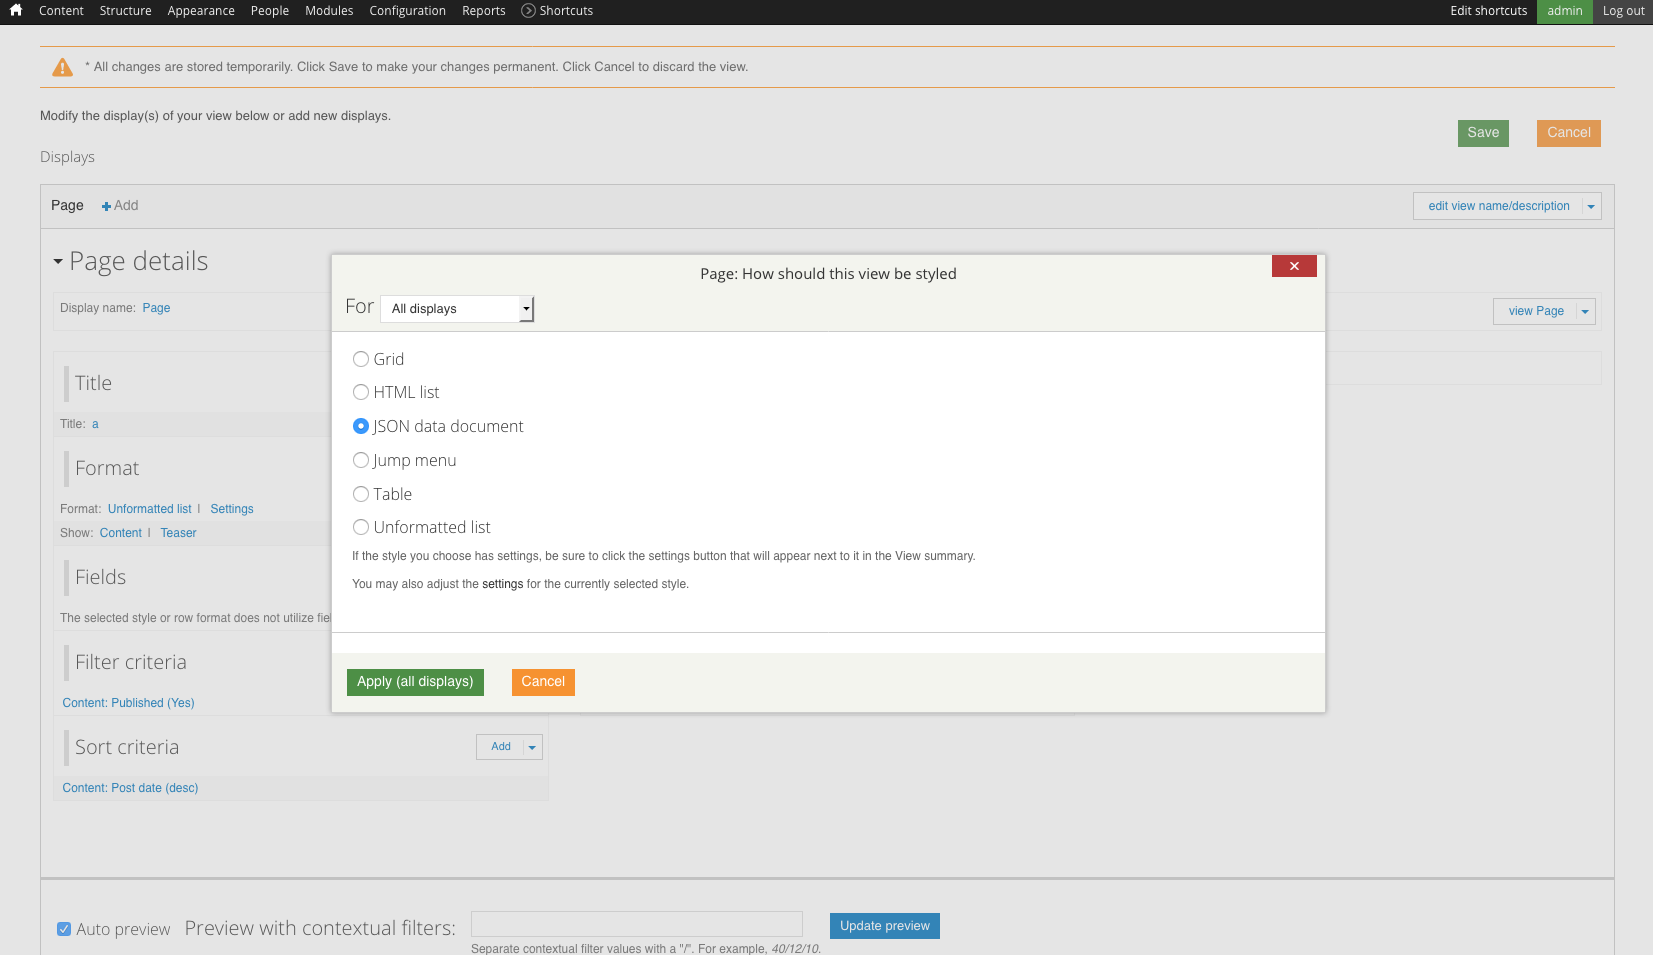 Content Structure Appearance People Modules Configuration Reports Shortcuts Edit shortcuts admin Log out
* All changes are stored temporarily. Click Save to make your changes permanent. Click Cancel to discard the view.
Modify the display(s) of your view below or add new displays.
Save Cancel
Displays
Page Add edit view name/description
Page details
Display name: Page
view Page
Title
Title: a
Format
Format: Unformatted list | Settings
Show: Content | Teaser
Fields
The selected style or row format does not utilize
Filter criteria
Content: Published (Yes)
Sort criteria
Add
Content: Post date (desc)
Page: How should this view be styled
For All displays
Grid
HTML list
JSON data document
Jump menu
Table
Unformatted list
If the style you choose has settings, be sure to click the settings button that will appear next to it in the View summary.
You may also adjust the settings for the currently selected style.
Apply (all displays) Cancel
Auto preview Preview with contextual filters: Update preview
Separate contextual filter values with a "/". For example, 40/12/10.